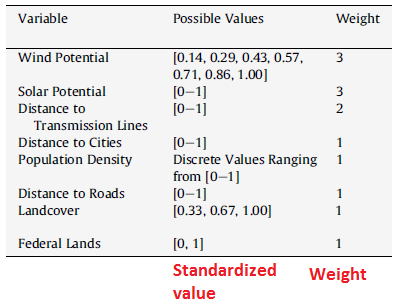 Variable Possible Values Weight
Wind Potential [0.14, 0.29, 0.43, 0.57, 3
0.71, 0.86, 1.00]
Solar Potential [0–1] 3
Distance to [0–1] 2
Transmission Lines
Distance to Cities [0–1] 1
Population Density Discrete Values Ranging 1
from [0–1]
Distance to Roads [0–1] 1
Landcover [0.33, 0.67, 1.00] 1
Federal Lands [0, 1] 1
Standardized Weight
value